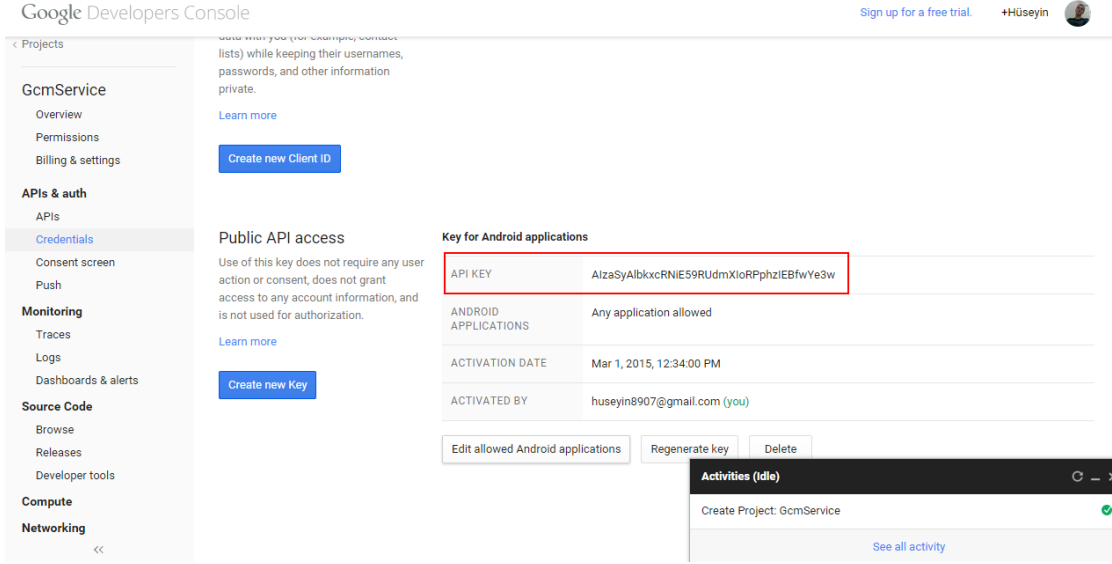 Google Developers Console
Sign up for a free trial.
+Hüseyin
< Projects
GcmService
Overview
Permissions
Billing & settings
APIs & auth
APIs
Credentials
Consent screen
Push
Monitoring
Traces
Logs
Dashboards & alerts
Source Code
Browse
Releases
Developer tools
Compute
Networking
<<
data with you (for example, contact
lists) while keeping their usernames,
passwords, and other information
private.
Learn more
Create new Client ID
Public API access
Use of this key does not require any user
action or consent, does not grant
access to any account information, and
is not used for authorization.
Learn more
Create new Key
Key for Android applications
API KEY AIzaSyAlbkxcRNiE59RUdmXIoRPphzIEBfwYe3w
ANDROID
APPLICATIONS
Any application allowed
ACTIVATION DATE Mar 1, 2015, 12:34:00 PM
ACTIVATED BY huseyin8907@gmail.com (you)
Edit allowed Android applications
Regenerate key
Delete
Activities (Idle)
Create Project: GcmService
See all activity